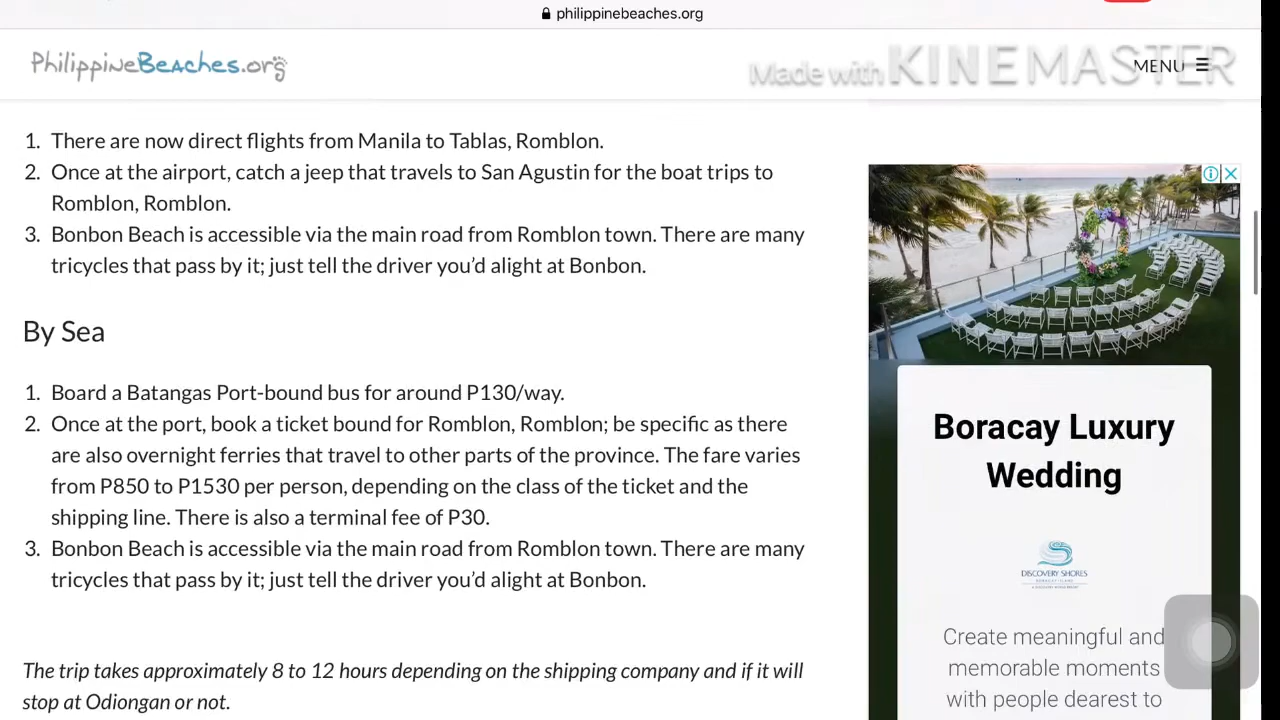 philippinebeaches.org
PhilippineBeaches.org
Made with KINEMASTER
MENU
1. There are now direct flights from Manila to Tablas, Romblon.
2. Once at the airport, catch a jeep that travels to San Agustin for the boat trips to
Romblon, Romblon.
3. Bonbon Beach is accessible via the main road from Romblon town. There are many
tricycles that pass by it; just tell the driver you’d alight at Bonbon.
By Sea
1. Board a Batangas Port-bound bus for around P130/way.
2. Once at the port, book a ticket bound for Romblon, Romblon; be specific as there
are also overnight ferries that travel to other parts of the province. The fare varies
from P850 to P1530 per person, depending on the class of the ticket and the
shipping line. There is also a terminal fee of P30.
3. Bonbon Beach is accessible via the main road from Romblon town. There are many
tricycles that pass by it; just tell the driver you’d alight at Bonbon.
The trip takes approximately 8 to 12 hours depending on the shipping company and if it will
stop at Odiongan or not.
Boracay Luxury
Wedding
DISCOVERY SHORES
BORACAY ISLAND
Create meaningful and
memorable moments
with people dearest to